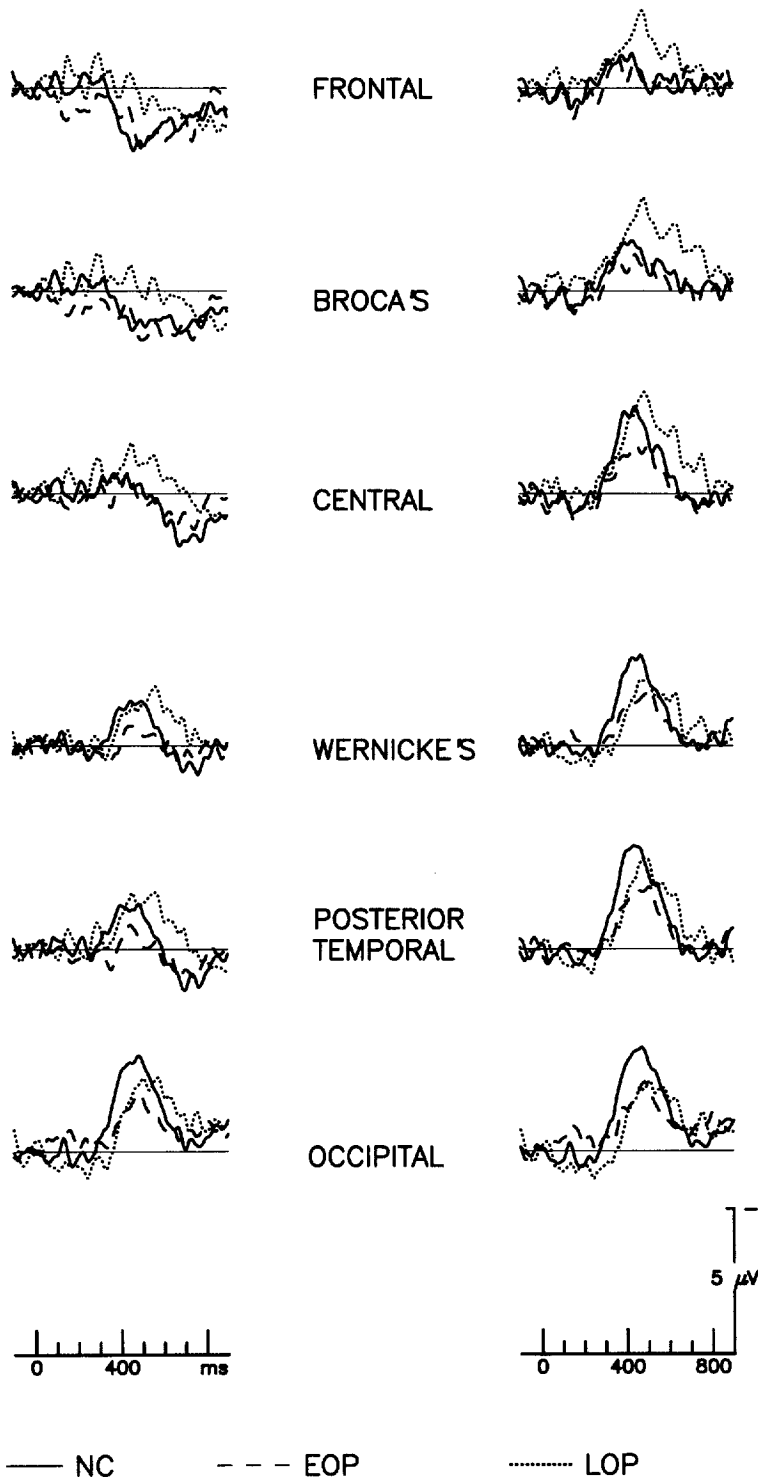 FRONTAL
BROCA'S
CENTRAL
WERNICKE'S
POSTERIOR
TEMPORAL
OCCIPITAL
5 μV
0 400 ms
0 400 800
NC EOP LOP